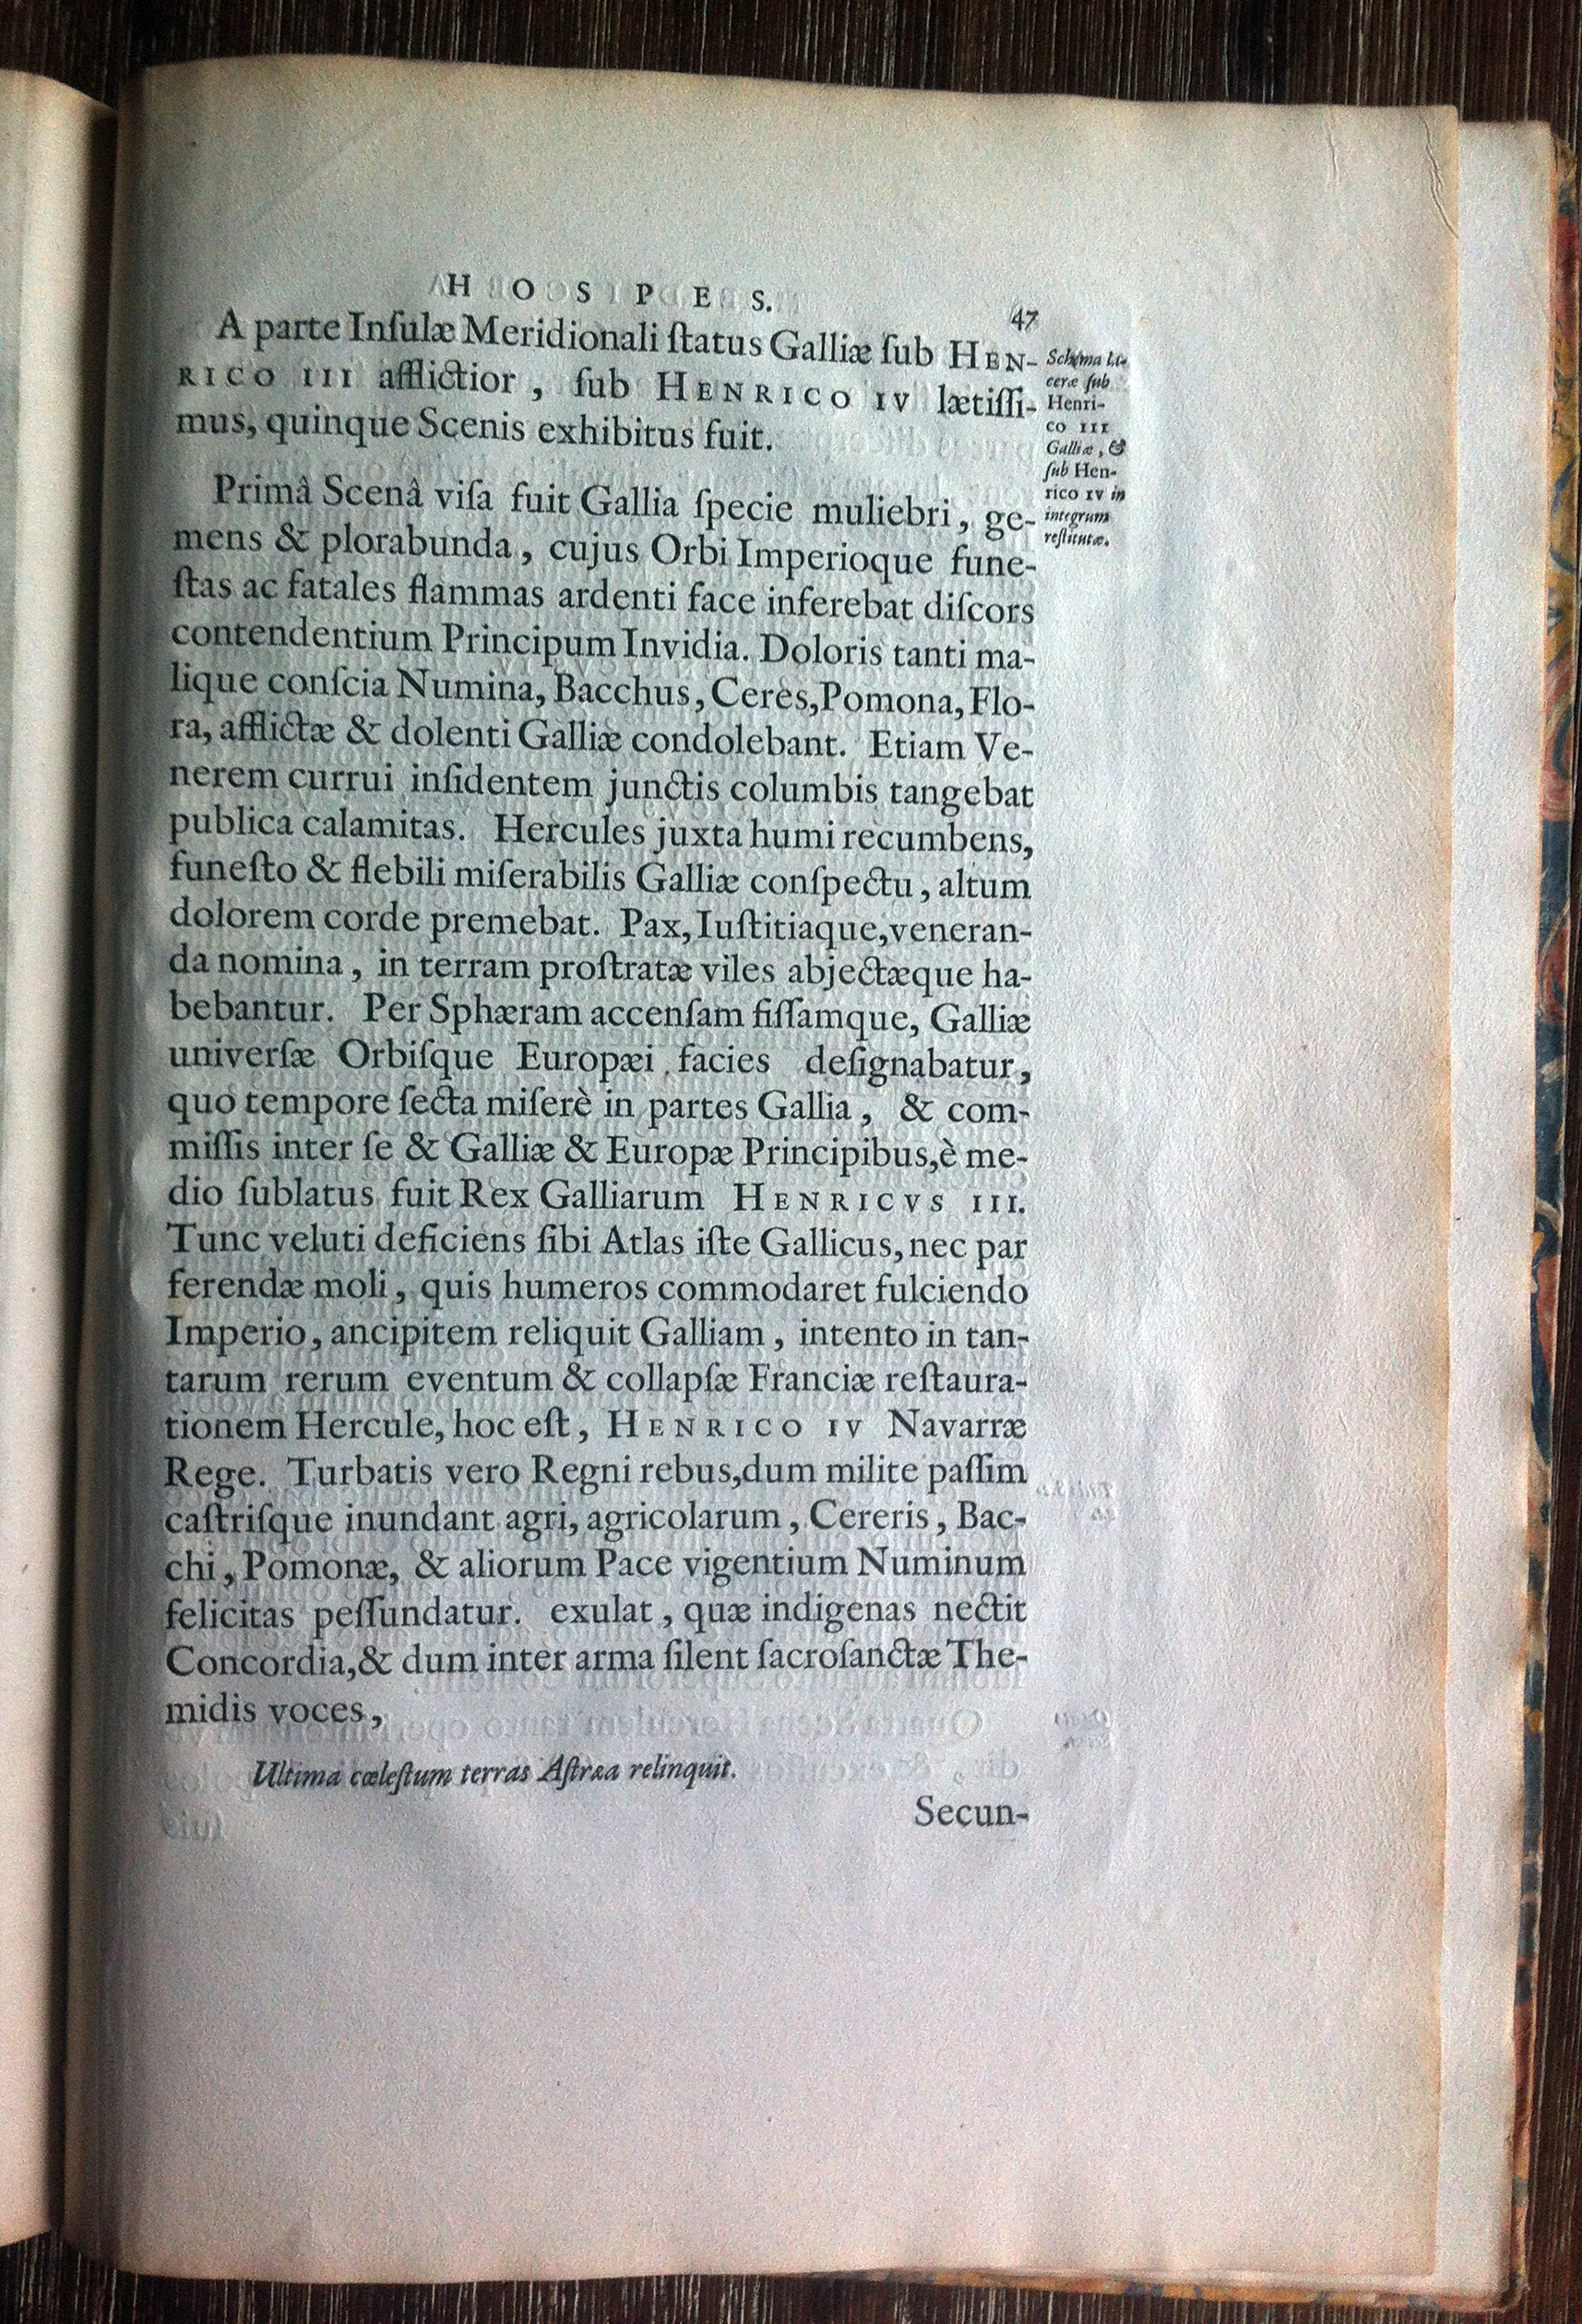 HOSPES.
47
A parte Inſulæ Meridionali ſtatus Galliæ ſub HEN-
RICO III afflictior, ſub HENRICO IV lætiſſi-
mus, quinque Scenis exhibitus fuit.
Schema la-
ceræ ſub
Henri-
co III
Galliæ, &
ſub Hen-
rico IV in
integrum
reſtitutæ.
Primâ Scenâ viſa fuit Gallia ſpecie muliebri, ge-
mens & plorabunda, cujus Orbi Imperioque fune-
ſtas ac fatales flammas ardenti face inferebat diſcors
contendentium Principum Invidia. Doloris tanti ma-
lique conſcia Numina, Bacchus, Ceres, Pomona, Flo-
ra, afflictæ & dolenti Galliæ condolebant. Etiam Ve-
nerem currui inſidentem junctis columbis tangebat
publica calamitas. Hercules juxta humi recumbens,
funeſto & flebili miſerabilis Galliæ conſpectu, altum
dolorem corde premebat. Pax, Iuſtitiaque, veneran-
da nomina, in terram proſtratæ viles abjectæque ha-
bebantur. Per Sphæram accenſam fiſſamque, Galliæ
univerſæ Orbiſque Europæi facies deſignabatur,
quo tempore ſecta miſerè in partes Gallia, & com-
miſſis inter ſe & Galliæ & Europæ Principibus, è me-
dio ſublatus fuit Rex Galliarum HENRICVS III.
Tunc veluti deficiens ſibi Atlas iſte Gallicus, nec par
ferendæ moli, quis humeros commodaret fulciendo
Imperio, ancipitem reliquit Galliam, intento in tan-
tarum rerum eventum & collapſæ Franciæ reſtaura-
tionem Hercule, hoc eſt, HENRICO IV Navarræ
Rege. Turbatis vero Regni rebus, dum milite paſſim
caſtriſque inundant agri, agricolarum, Cereris, Bac-
chi, Pomonæ, & aliorum Pace vigentium Numinum
felicitas peſſundatur. exulat, quæ indigenas nectit
Concordia, & dum inter arma ſilent ſacroſanctæ The-
midis voces,
Ultima cœleſtum terras Aſtræa relinquit.
Secun-